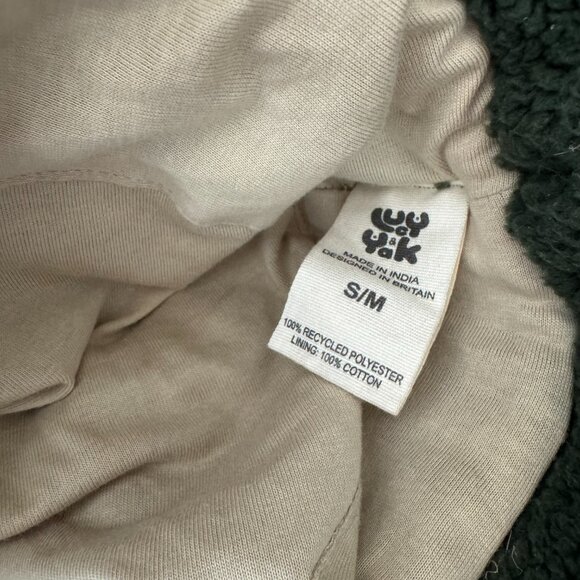 LUCY
&
YAK
MADE IN INDIA
DESIGNED IN BRITAIN
S/M
100% RECYCLED POLYESTER
LINING: 100% COTTON